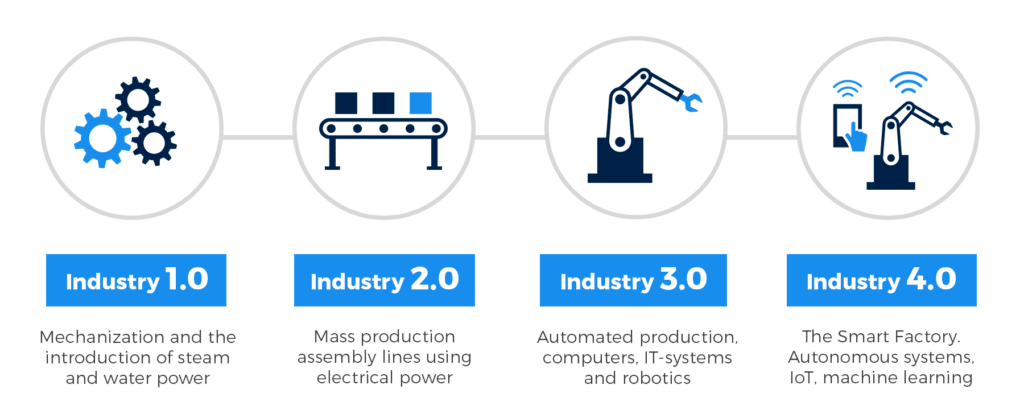 Industry 1.0
Mechanization and the
introduction of steam
and water power
Industry 2.0
Mass production
assembly lines using
electrical power
Industry 3.0
Automated production,
computers, IT-systems
and robotics
Industry 4.0
The Smart Factory.
Autonomous systems,
IoT, machine learning